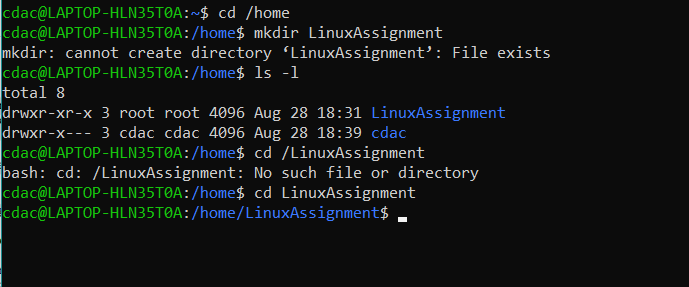 cdac@LAPTOP-HLN35T0A:~$ cd /home
cdac@LAPTOP-HLN35T0A:/home$ mkdir LinuxAssignment
mkdir: cannot create directory ‘LinuxAssignment’: File exists
cdac@LAPTOP-HLN35T0A:/home$ ls -l
total 8
drwxr-xr-x 3 root root 4096 Aug 28 18:31 LinuxAssignment
drwxr-x--- 3 cdac cdac 4096 Aug 28 18:39 cdac
cdac@LAPTOP-HLN35T0A:/home$ cd /LinuxAssignment
bash: cd: /LinuxAssignment: No such file or directory
cdac@LAPTOP-HLN35T0A:/home$ cd LinuxAssignment
cdac@LAPTOP-HLN35T0A:/home/LinuxAssignment$